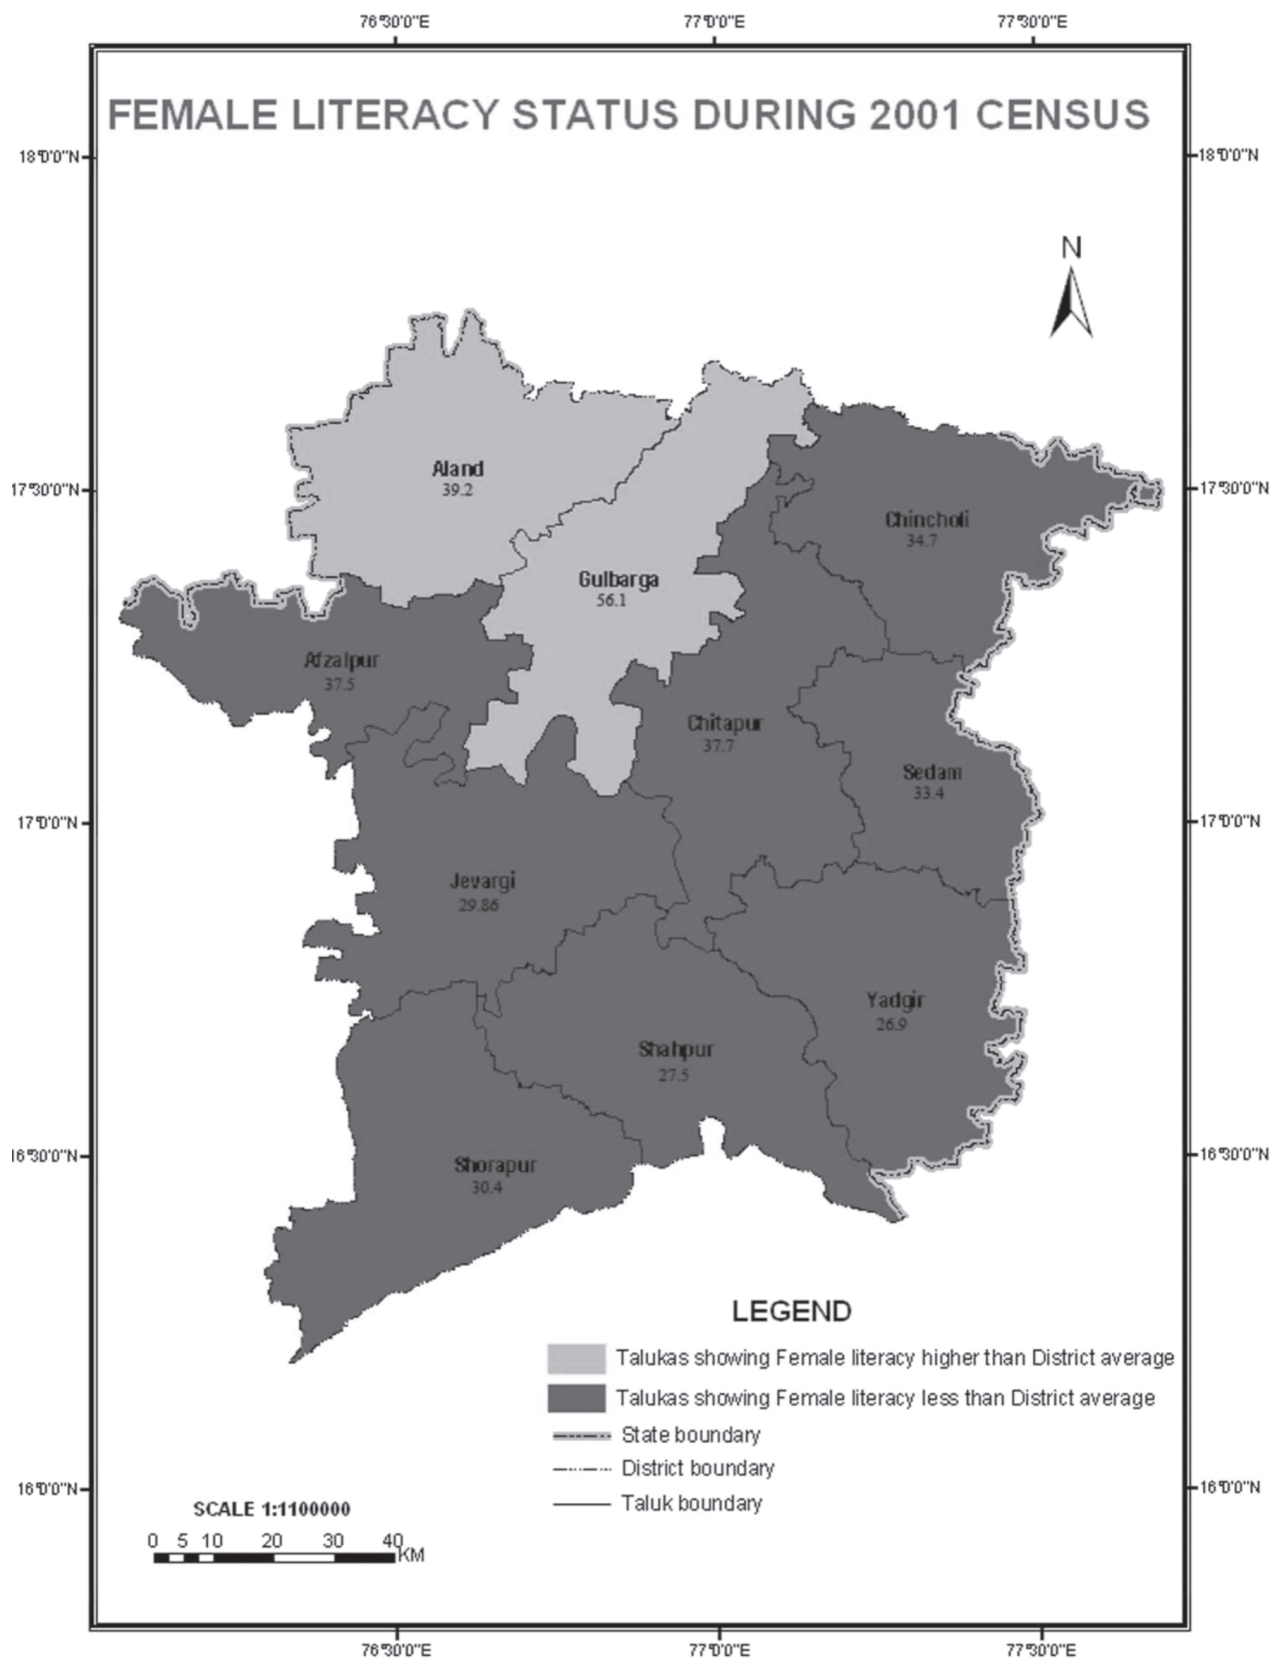 76°30'0"E 77°0'0"E 77°30'0"E
FEMALE LITERACY STATUS DURING 2001 CENSUS
18°0'0"N 18°0'0"N
N
Aland
39.2
17°30'0"N 17°30'0"N
Chincholi
34.7
Gulbarga
56.1
Afzalpur
37.5
Chitapur
37.7
Sedam
33.4
17°0'0"N 17°0'0"N
Jevargi
29.86
Yadgir
26.9
Shahpur
27.5
16°30'0"N 16°30'0"N
Shorapur
30.4
LEGEND
Talukas showing Female literacy higher than District average
Talukas showing Female literacy less than District average
State boundary
District boundary
Taluk boundary
16°0'0"N 16°0'0"N
SCALE 1:1100000
0 5 10 20 30 40
KM
76°30'0"E 77°0'0"E 77°30'0"E